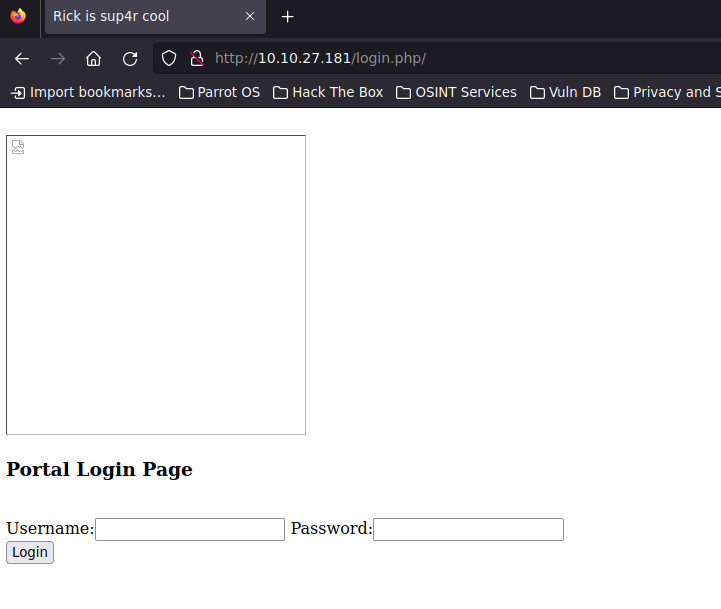 Rick is sup4r cool
http://10.10.27.181/login.php/
Import bookmarks... Parrot OS Hack The Box OSINT Services Vuln DB Privacy and S
Portal Login Page
Username: Password:
Login